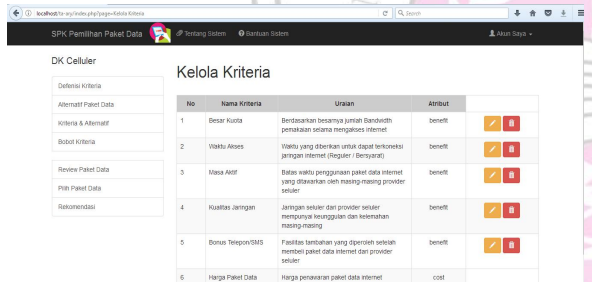 localhost/ta-ary/index.php?page=Kelola Kriteria
Search
SPK Pemilihan Paket Data
Tentang Sistem
Bantuan Sistem
Akun Saya
DK Celluler
Defenisi Kriteria
Alternatif Paket Data
Kriteria & Alternatif
Bobot Kriteria
Review Paket Data
Pilih Paket Data
Rekomendasi
Kelola Kriteria
No Nama Kriteria Uraian Atribut
1 Besar Kuota Berdasarkan besarnya jumlah Bandwidth benefit
pemakaian selama mengakses internet
2 Waktu Akses Waktu yang diberikan untuk dapat terkoneksi benefit
jaringan internet (Reguler / Bersyarat)
3 Masa Aktif Batas waktu penggunaan paket data internet benefit
yang ditawarkan oleh masing-masing provider
seluler
4 Kualitas Jaringan Jaringan seluler dari provider seluler benefit
mempunyai keunggulan dan kelemahan
masing-masing
5 Bonus Telepon/SMS Fasilitas tambahan yang diperoleh setelah benefit
membeli paket data internet dari provider
seluler
6 Harga Paket Data Harga penawaran paket data internet cost